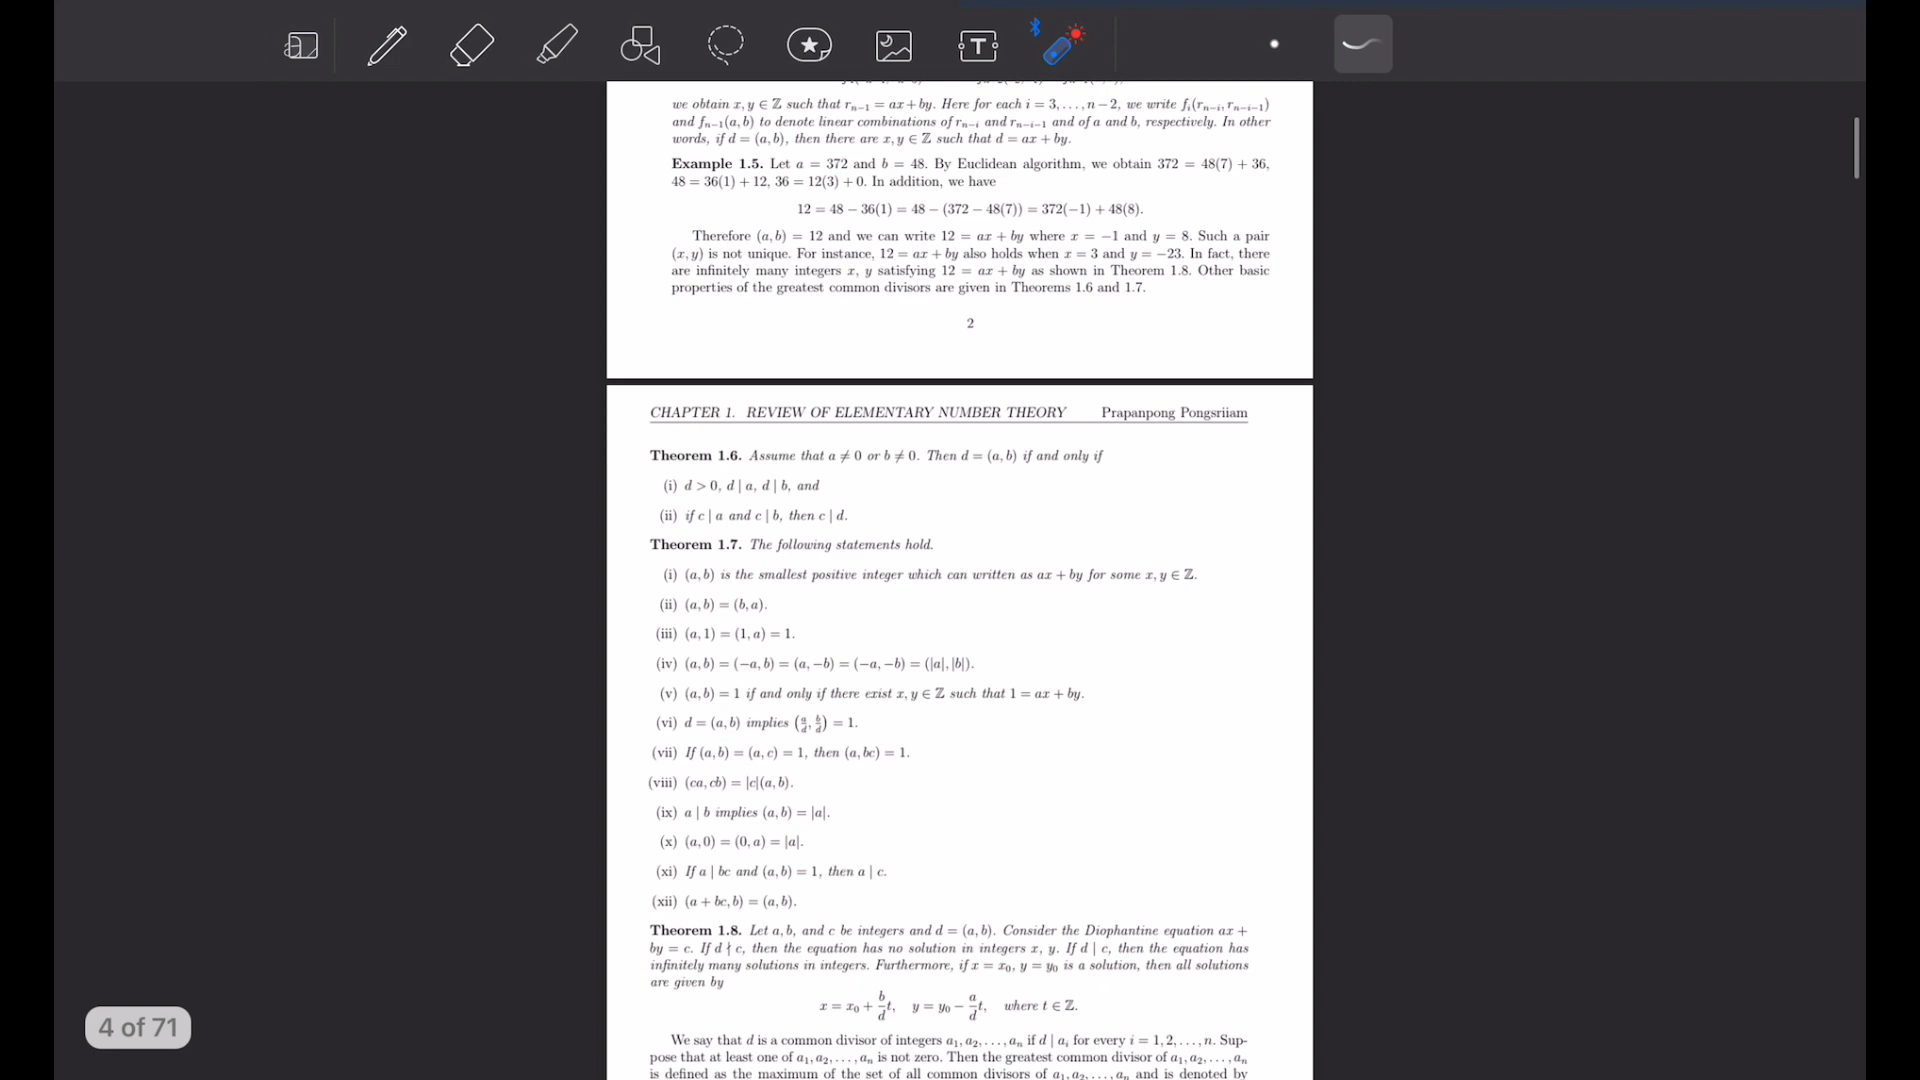 we obtain x, y ∈ ℤ such that rₙ₋₁ = ax + by. Here for each i = 3, . . . , n − 2, we write fᵢ(rₙ₋ᵢ, rₙ₋ᵢ₋₁)
and fₙ₋₁(a, b) to denote linear combinations of rₙ₋ᵢ and rₙ₋ᵢ₋₁ and of a and b, respectively. In other
words, if d = (a, b), then there are x, y ∈ ℤ such that d = ax + by.
Example 1.5. Let a = 372 and b = 48. By Euclidean algorithm, we obtain 372 = 48(7) + 36,
48 = 36(1) + 12, 36 = 12(3) + 0. In addition, we have
12 = 48 − 36(1) = 48 − (372 − 48(7)) = 372(−1) + 48(8).
Therefore (a, b) = 12 and we can write 12 = ax + by where x = −1 and y = 8. Such a pair
(x, y) is not unique. For instance, 12 = ax + by also holds when x = 3 and y = −23. In fact, there
are infinitely many integers x, y satisfying 12 = ax + by as shown in Theorem 1.8. Other basic
properties of the greatest common divisors are given in Theorems 1.6 and 1.7.
2
CHAPTER 1. REVIEW OF ELEMENTARY NUMBER THEORY Prapanpong Pongsriiam
Theorem 1.6. Assume that a ≠ 0 or b ≠ 0. Then d = (a, b) if and only if
(i) d > 0, d | a, d | b, and
(ii) if c | a and c | b, then c | d.
Theorem 1.7. The following statements hold.
(i) (a, b) is the smallest positive integer which can written as ax + by for some x, y ∈ ℤ.
(ii) (a, b) = (b, a).
(iii) (a, 1) = (1, a) = 1.
(iv) (a, b) = (−a, b) = (a, −b) = (−a, −b) = (|a|, |b|).
(v) (a, b) = 1 if and only if there exist x, y ∈ ℤ such that 1 = ax + by.
(vi) d = (a, b) implies (a/d, b/d) = 1.
(vii) If (a, b) = (a, c) = 1, then (a, bc) = 1.
(viii) (ca, cb) = |c|(a, b).
(ix) a | b implies (a, b) = |a|.
(x) (a, 0) = (0, a) = |a|.
(xi) If a | bc and (a, b) = 1, then a | c.
(xii) (a + bc, b) = (a, b).
Theorem 1.8. Let a, b, and c be integers and d = (a, b). Consider the Diophantine equation ax +
by = c. If d ∤ c, then the equation has no solution in integers x, y. If d | c, then the equation has
infinitely many solutions in integers. Furthermore, if x = x₀, y = y₀ is a solution, then all solutions
are given by
x = x₀ + b/d t, y = y₀ − a/d t, where t ∈ ℤ.
4 of 71
We say that d is a common divisor of integers a₁, a₂, . . . , aₙ if d | aᵢ for every i = 1, 2, . . . , n. Sup-
pose that at least one of a₁, a₂, . . . , aₙ is not zero. Then the greatest common divisor of a₁, a₂, . . . , aₙ
is defined as the maximum of the set of all common divisors of a₁, a₂, . . . , aₙ and is denoted by